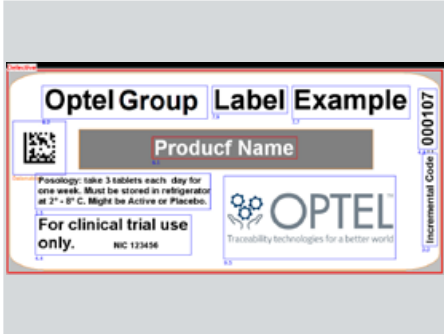 Defective
Optel Group Label Example
Producf Name
Posology: take 3 tablets each day for
one week. Must be stored in refrigerator
at 2° - 8° C. Might be Active or Placebo.
For clinical trial use
only. NIC 123456
OPTEL
Traceability technologies for a better world
Incremental Code 000107